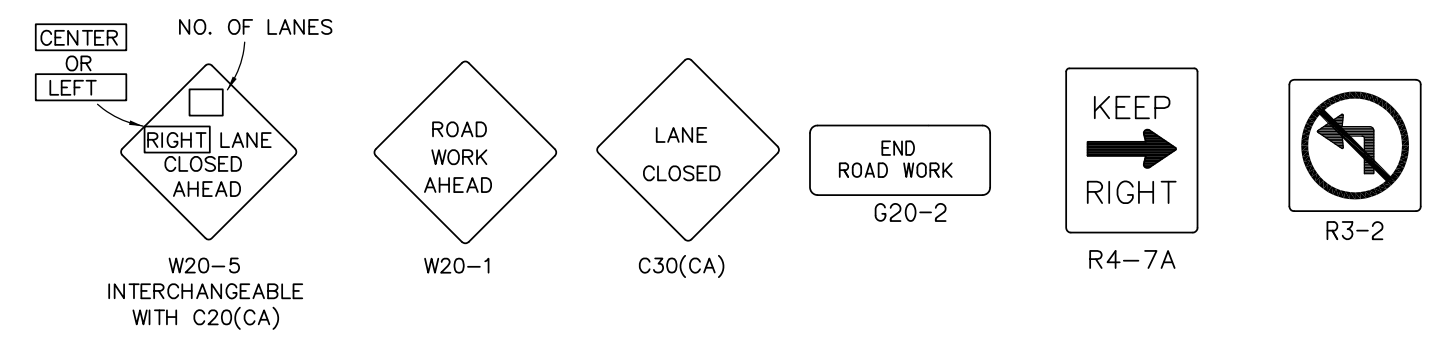 NO. OF LANES
CENTER
OR
LEFT
RIGHT LANE
CLOSED
AHEAD
W20-5
INTERCHANGEABLE
WITH C20(CA)
ROAD
WORK
AHEAD
W20-1
LANE
CLOSED
C30(CA)
END
ROAD WORK
G20-2
KEEP
RIGHT
R4-7A
R3-2